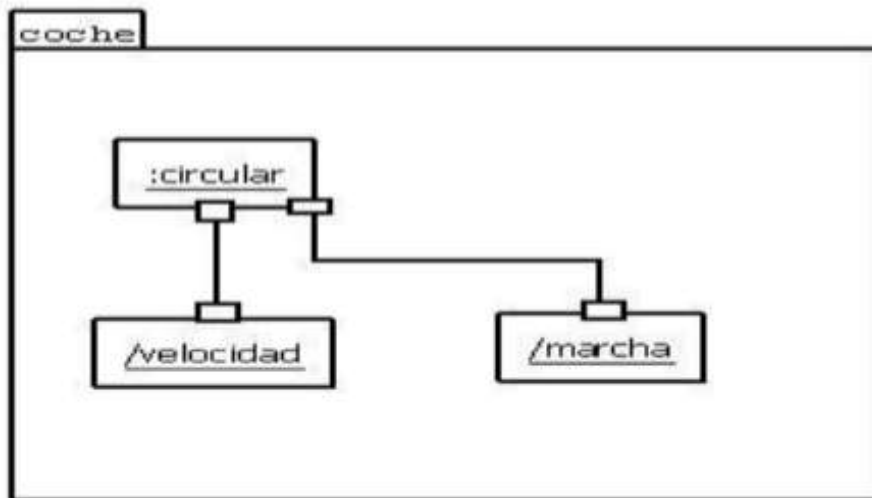 coche
:circular
/velocidad
/marcha